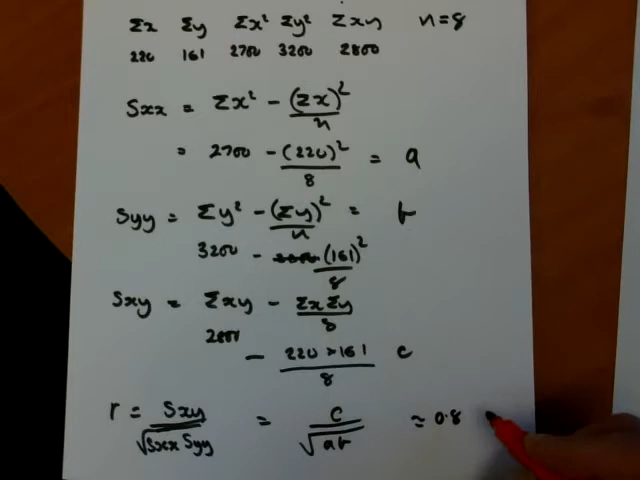 Σx Σy Σx² Σy² Σxy n=8
220 161 2700 3200 2800
Sxx = Σx² - (Σx)²/n
= 2700 - (220)²/8 = a
Syy = Σy² - (Σy)²/n = b
3200 - (161)²/8
Sxy = Σxy - ΣxΣy/8
2800
- 220×161/8 c
r = Sxy/√SxxSyy = c/√ab ≈ 0.8